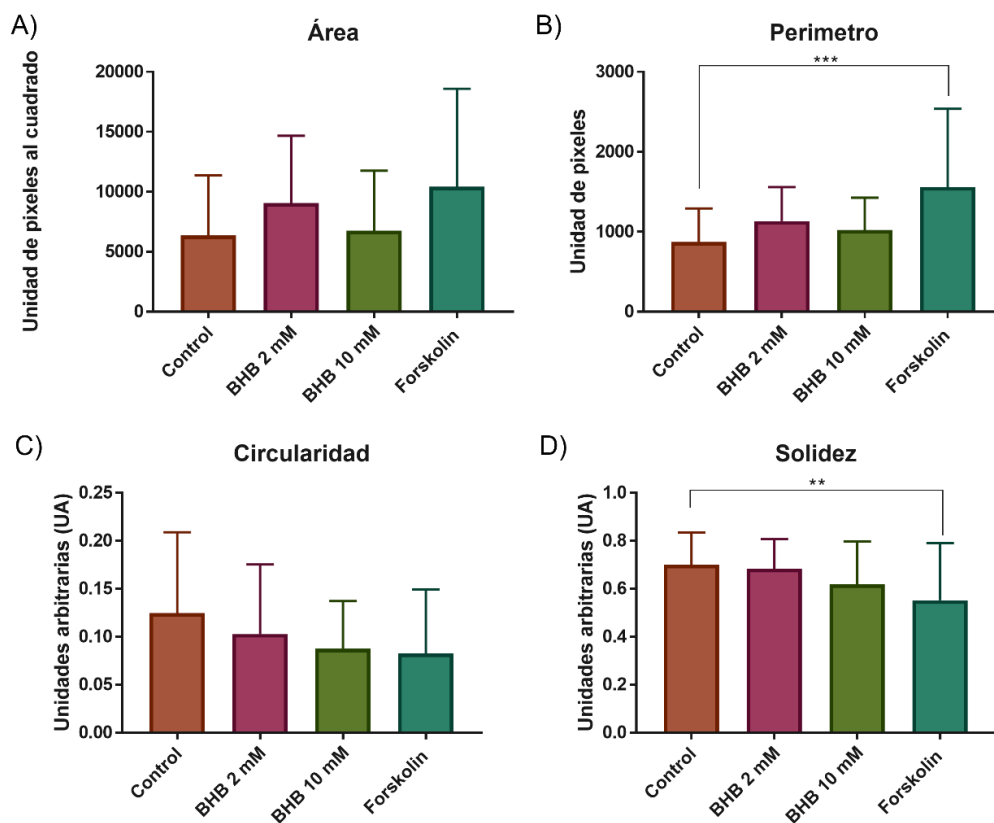 A)
Área
Unidad de pixeles al cuadrado
20000
15000
10000
5000
0
Control
BHB 2 mM
BHB 10 mM
Forskolin
B)
Perimetro
Unidad de pixeles
3000
2000
1000
0
***
Control
BHB 2 mM
BHB 10 mM
Forskolin
C)
Circularidad
Unidades arbitrarias (UA)
0.25
0.20
0.15
0.10
0.05
0.00
Control
BHB 2 mM
BHB 10 mM
Forskolin
D)
Solidez
Unidades arbitrarias (UA)
1.0
0.8
0.6
0.4
0.2
0.0
**
Control
BHB 2 mM
BHB 10 mM
Forskolin